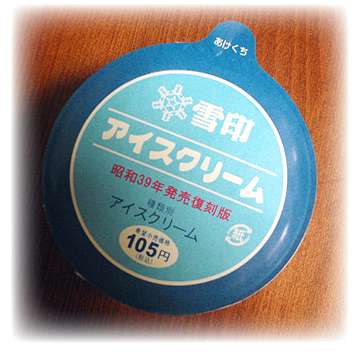 あけくち
雪印
アイスクリーム
昭和39年発売復刻版
種類別
アイスクリーム
希望小売価格
105円
(税込)
紙